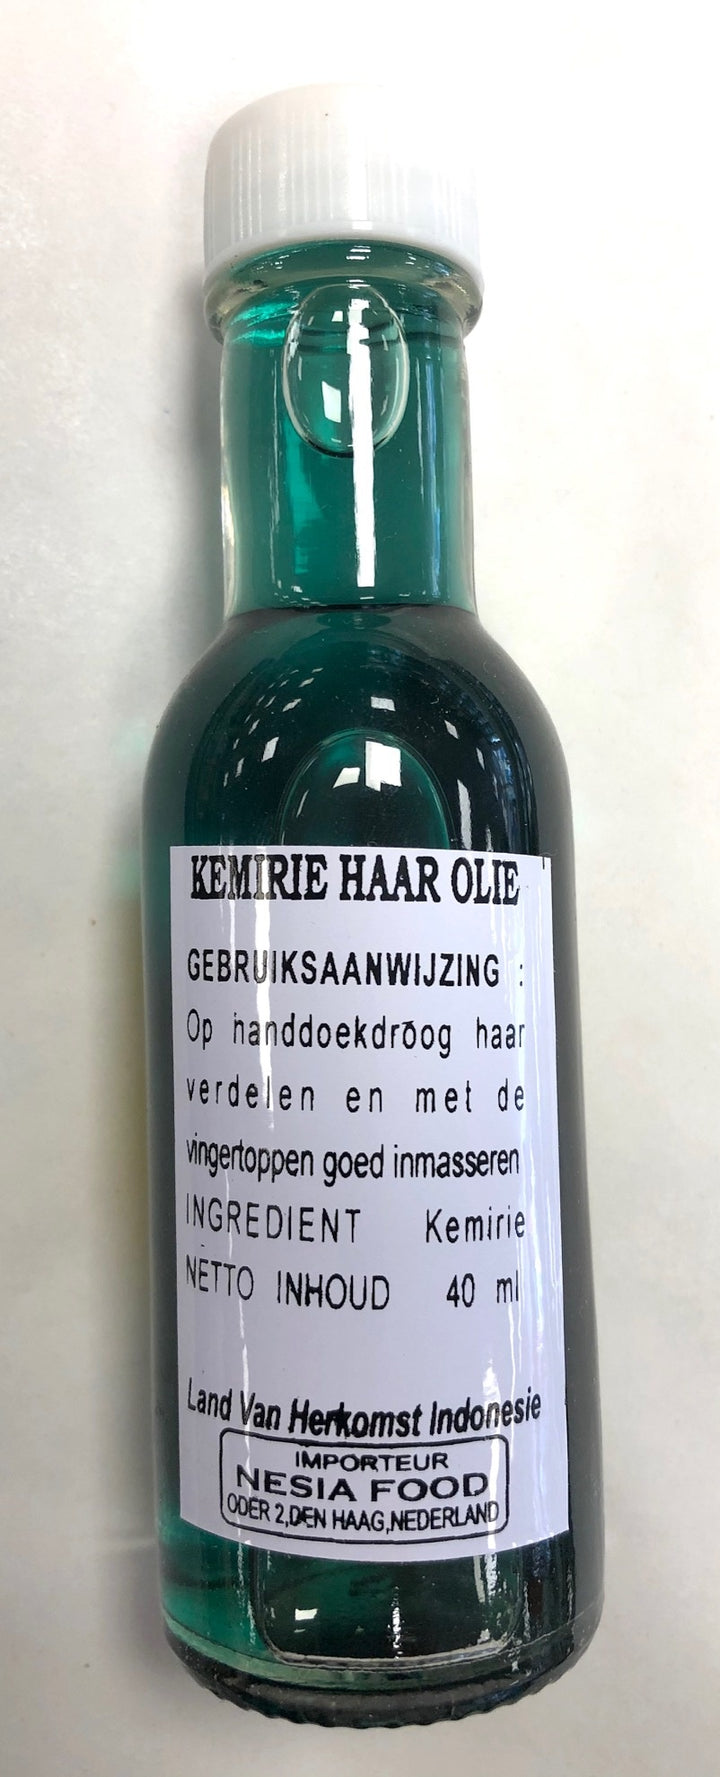 KEMIRIE HAAR OLIE
GEBRUIKSAANWIJZING :
Op handdoekdroog haar
verdelen en met de
vingertoppen goed inmasseren
INGREDIENT Kemirie
NETTO INHOUD 40 ml
Land Van Herkomst Indonesie
IMPORTEUR
NESIA FOOD
ODER 2,DEN HAAG,NEDERLAND